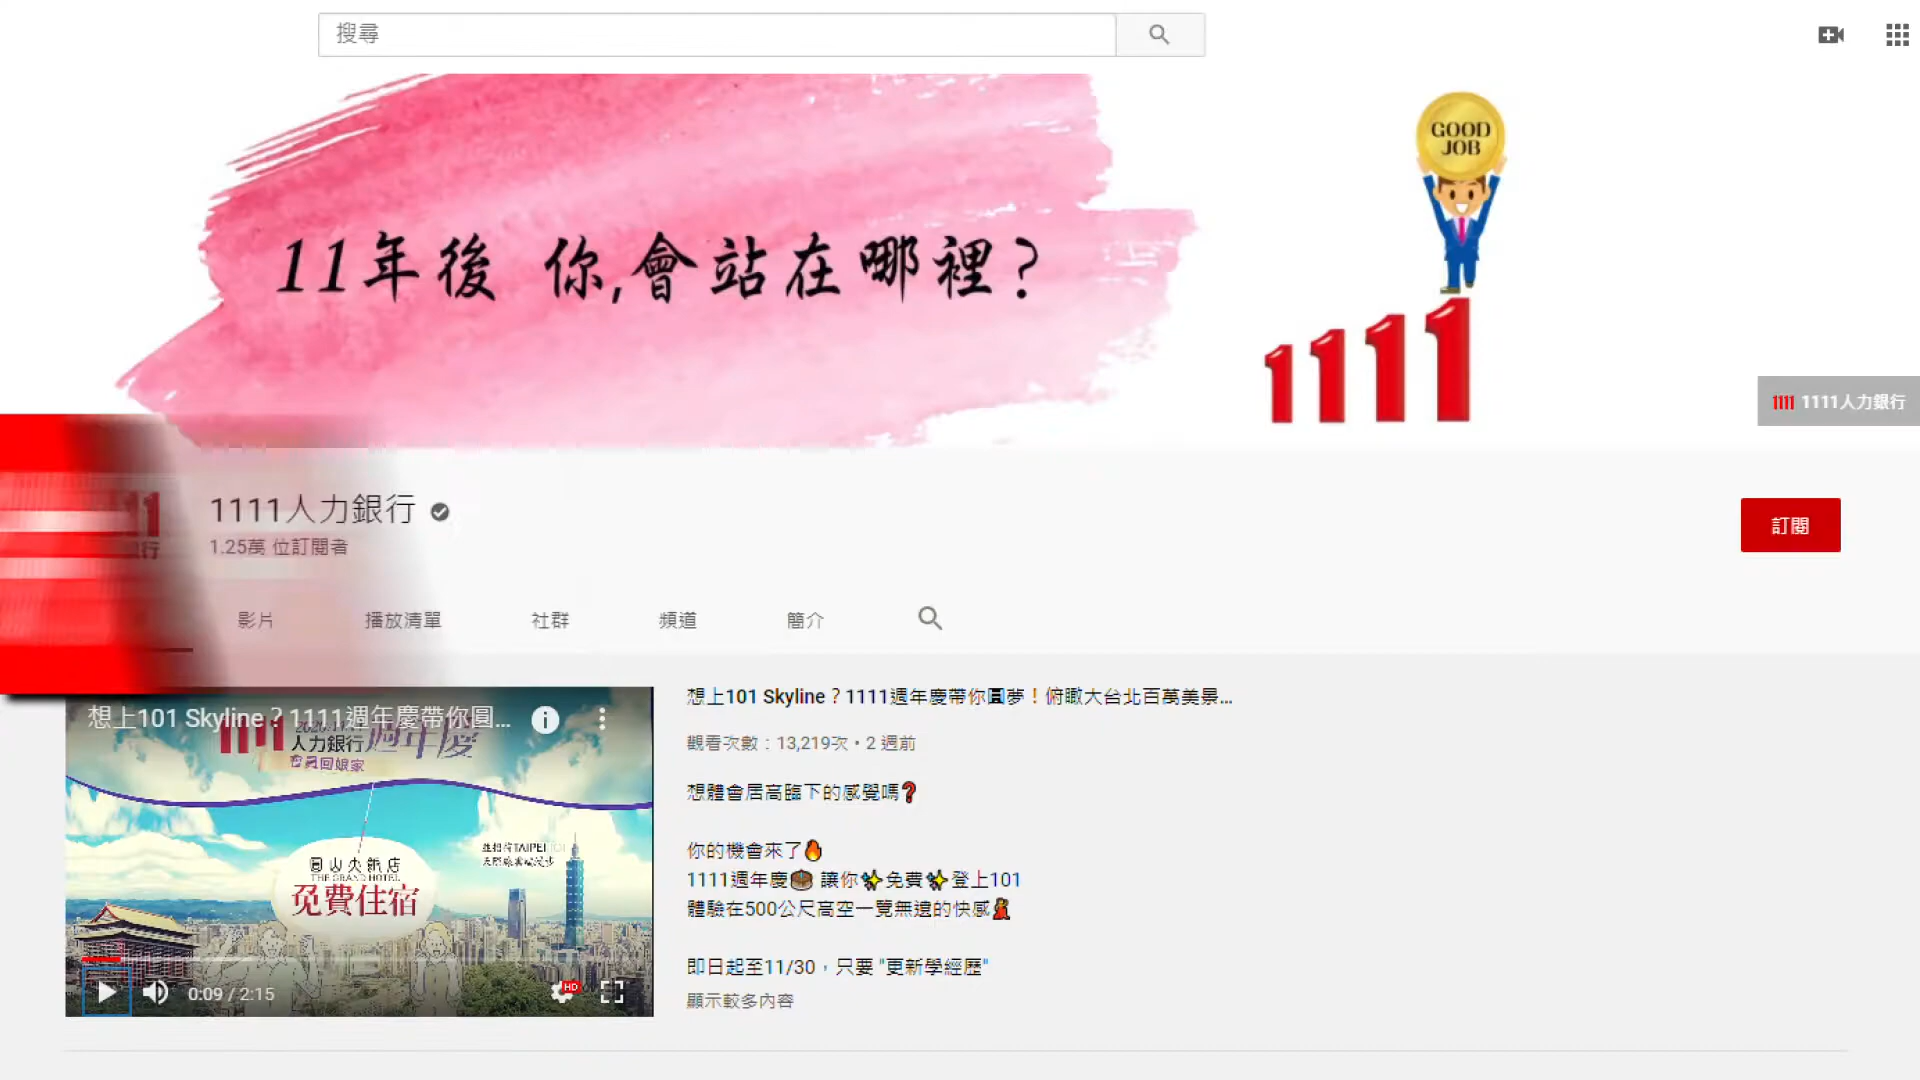 搜尋
GOOD
JOB
11年後 你,會站在哪裡?
1111
1111 1111人力銀行
11
1111人力銀行
1.25萬 位訂閱者
訂閱
影片 播放清單 社群 頻道 簡介
想上101 Skyline？1111週年慶帶你圓夢！俯瞰大台北百萬美景...
觀看次數：13,219次・2 週前
想體會居高臨下的感覺嗎❓
你的機會來了🔥
1111週年慶🎂 讓你✨免費✨登上101
體驗在500公尺高空一覽無遺的快感💃
即日起至11/30，只要 "更新學經歷"
顯示較多內容
想上101 Skyline？1111週年慶帶你圓...
1111
人力銀行 週年慶
會員回娘家
圓山大飯店
THE GRAND HOTEL
免費住宿
0:09 / 2:15
HD